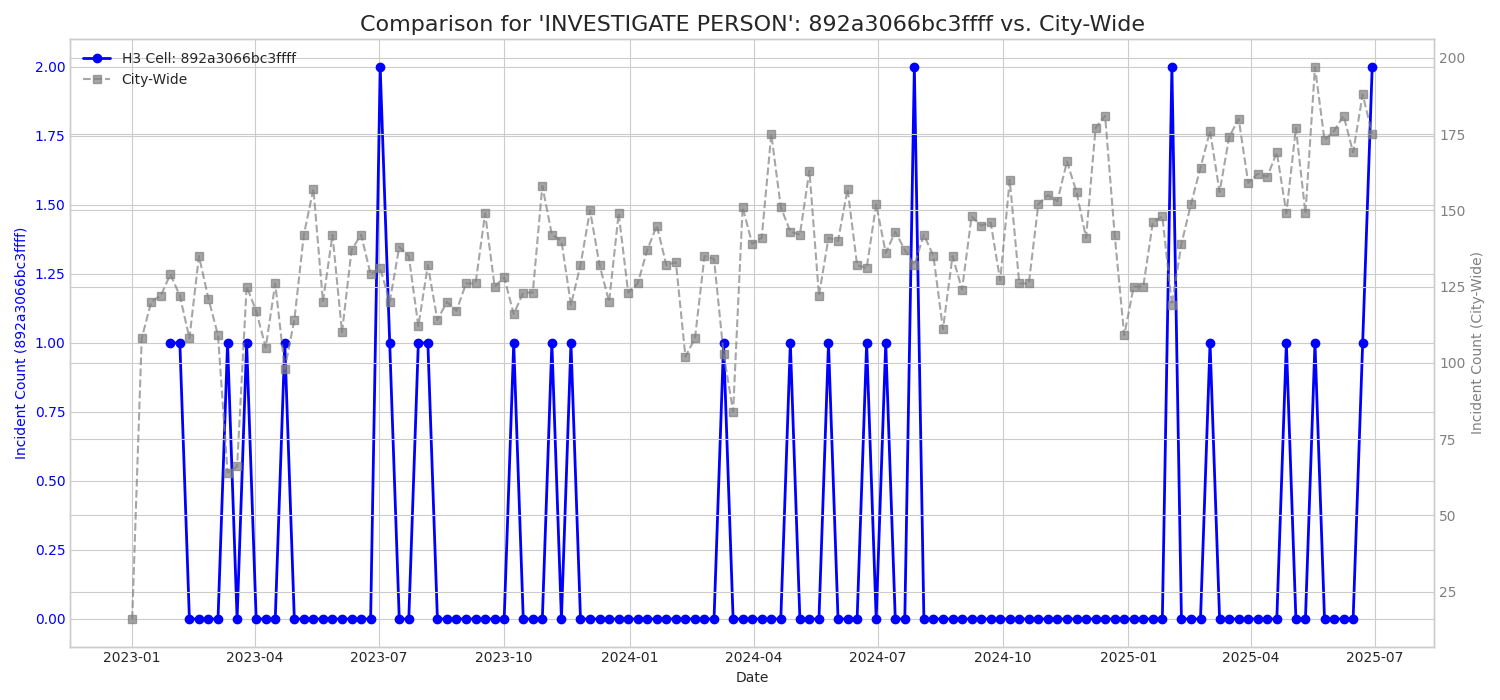 Comparison for 'INVESTIGATE PERSON': 892a3066bc3ffff vs. City-Wide
H3 Cell: 892a3066bc3ffff
City-Wide
Incident Count (892a3066bc3ffff)
2.00
1.75
1.50
1.25
1.00
0.75
0.50
0.25
0.00
200
175
150
125
100
75
50
25
Incident Count (City-Wide)
2023-01 2023-04 2023-07 2023-10 2024-01 2024-04 2024-07 2024-10 2025-01 2025-04 2025-07
Date